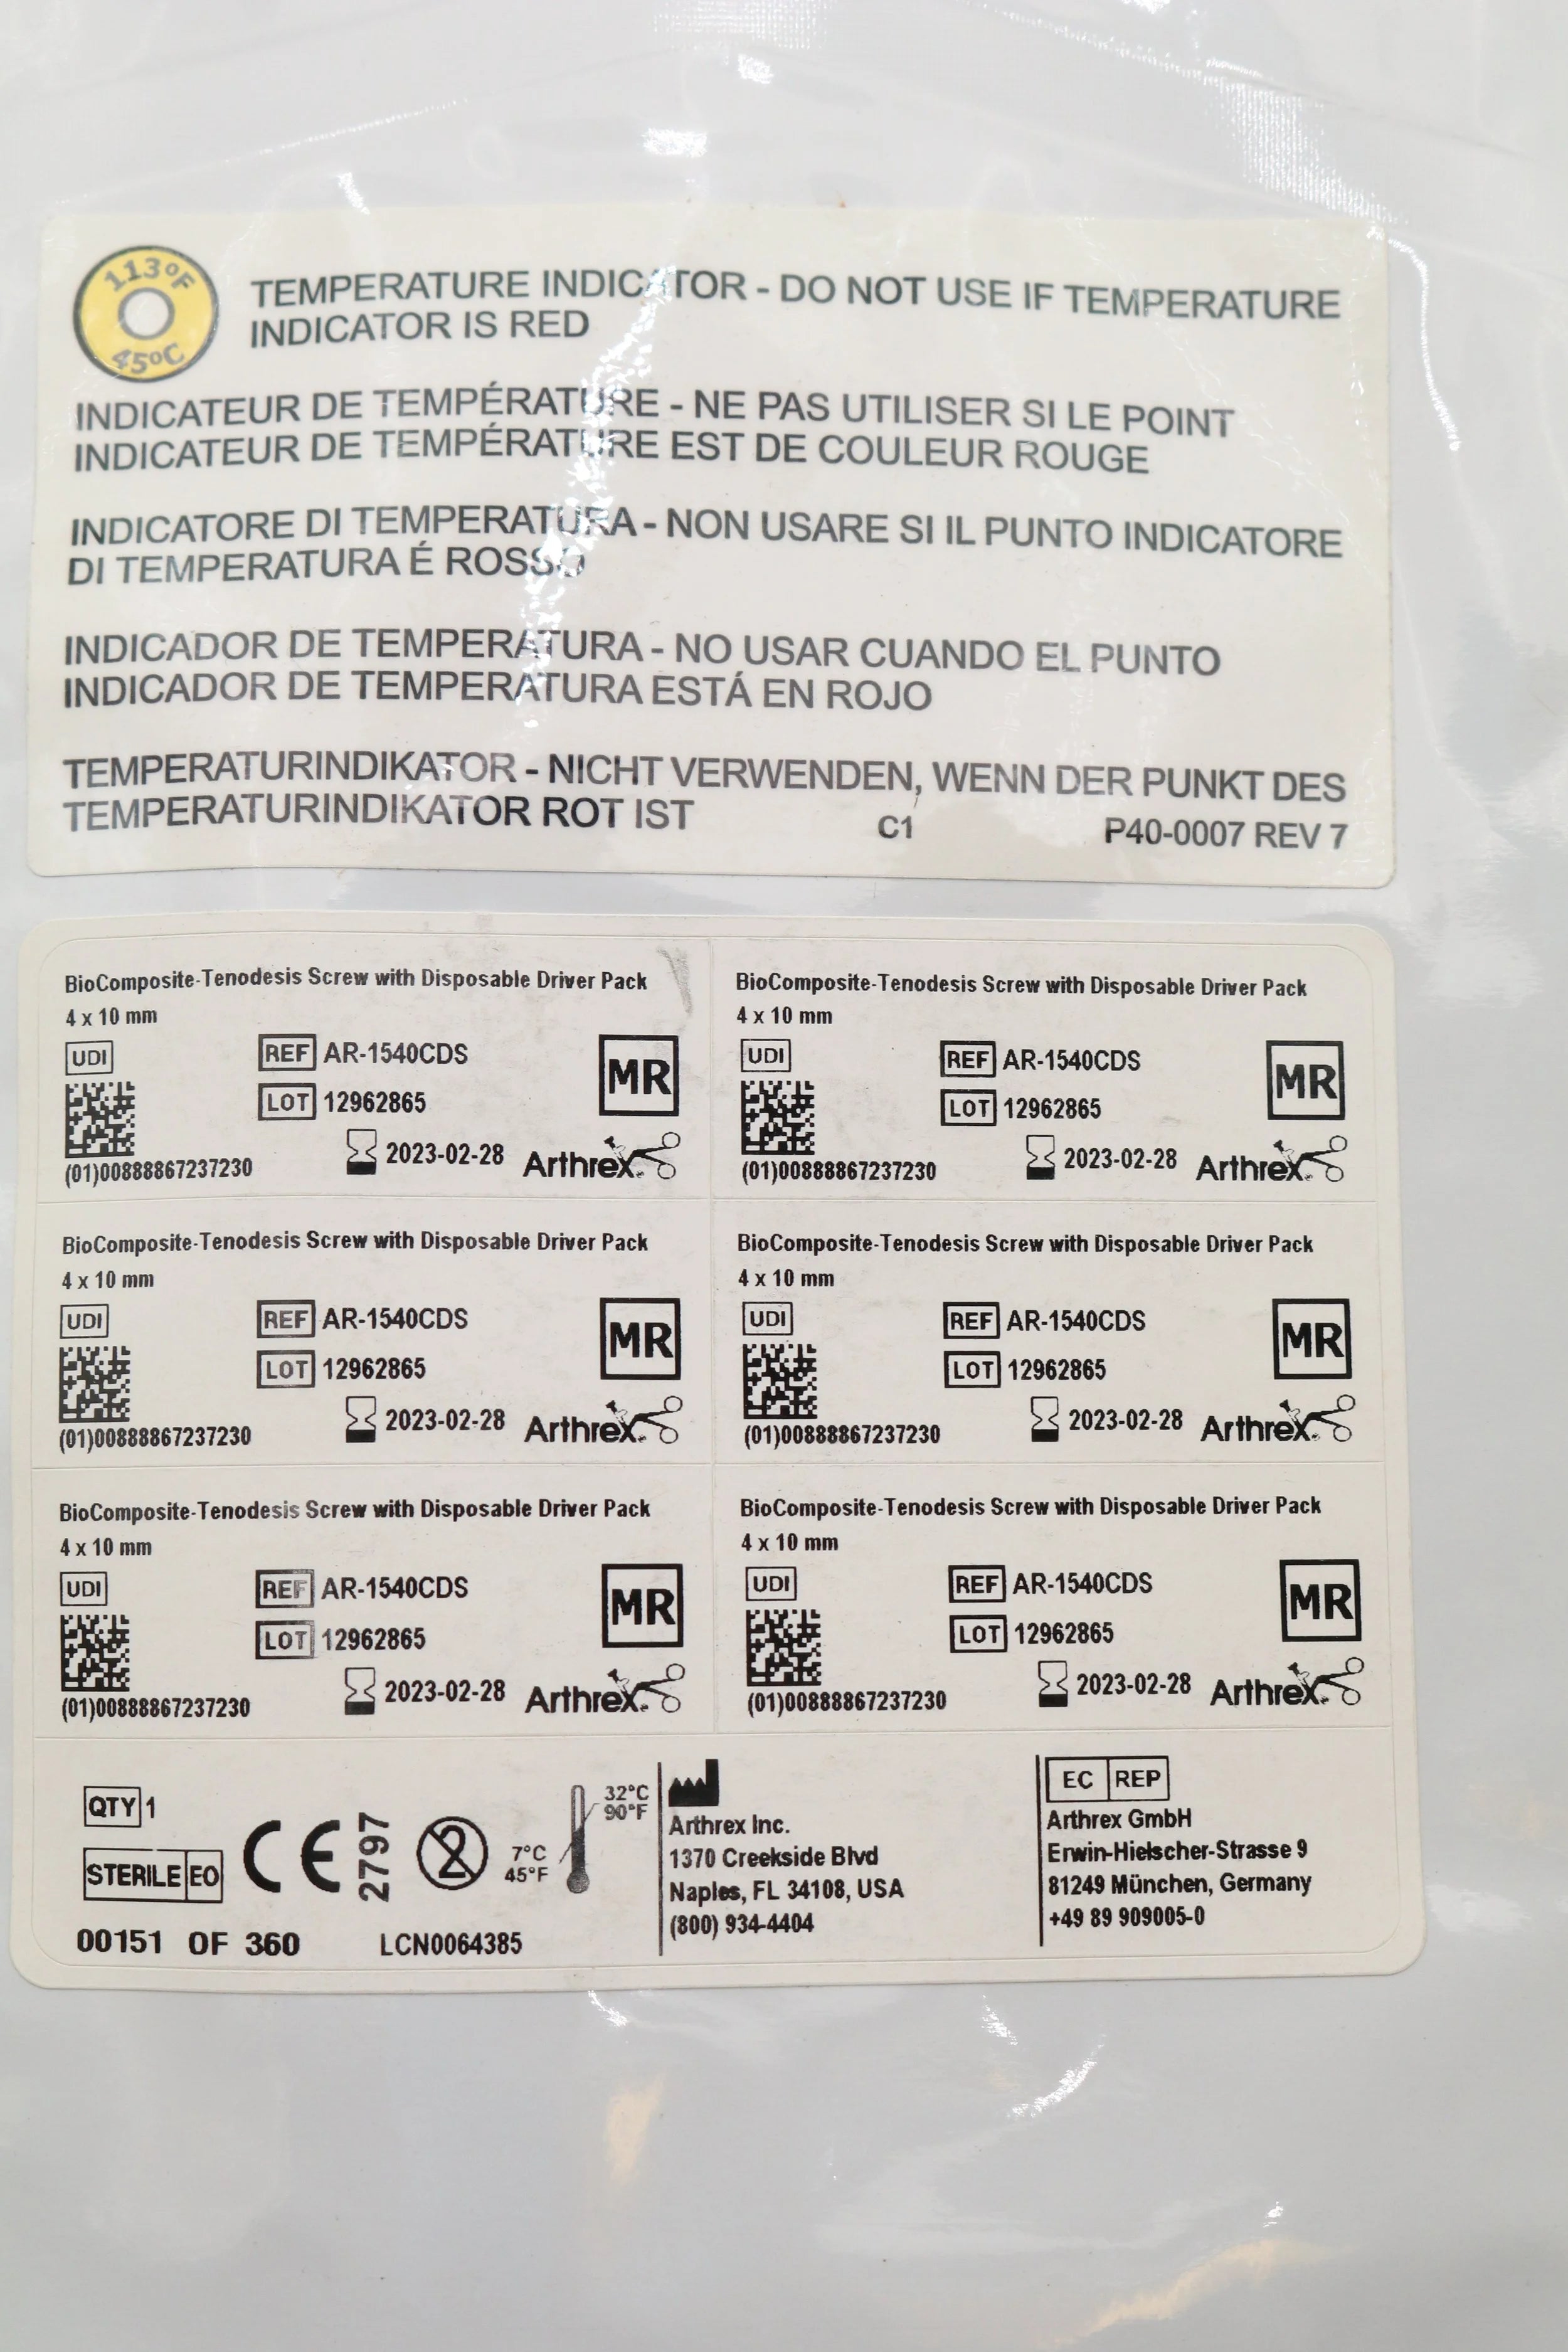 113°F
45°C
TEMPERATURE INDICATOR - DO NOT USE IF TEMPERATURE
INDICATOR IS RED
INDICATEUR DE TEMPÉRATURE - NE PAS UTILISER SI LE POINT
INDICATEUR DE TEMPÉRATURE EST DE COULEUR ROUGE
INDICATORE DI TEMPERATURA - NON USARE SI IL PUNTO INDICATORE
DI TEMPERATURA É ROSSO
INDICADOR DE TEMPERATURA - NO USAR CUANDO EL PUNTO
INDICADOR DE TEMPERATURA ESTÁ EN ROJO
TEMPERATURINDIKATOR - NICHT VERWENDEN, WENN DER PUNKT DES
TEMPERATURINDIKATOR ROT IST
C1
P40-0007 REV 7
BioComposite-Tenodesis Screw with Disposable Driver Pack
4 x 10 mm
UDI
REF AR-1540CDS
MR
LOT 12962865
2023-02-28
Arthrex
(01)00888867237230
BioComposite-Tenodesis Screw with Disposable Driver Pack
4 x 10 mm
UDI
REF AR-1540CDS
MR
LOT 12962865
2023-02-28
Arthrex
(01)00888867237230
BioComposite-Tenodesis Screw with Disposable Driver Pack
4 x 10 mm
UDI
REF AR-1540CDS
MR
LOT 12962865
2023-02-28
Arthrex
(01)00888867237230
BioComposite-Tenodesis Screw with Disposable Driver Pack
4 x 10 mm
UDI
REF AR-1540CDS
MR
LOT 12962865
2023-02-28
Arthrex
(01)00888867237230
BioComposite-Tenodesis Screw with Disposable Driver Pack
4 x 10 mm
UDI
REF AR-1540CDS
MR
LOT 12962865
2023-02-28
Arthrex
(01)00888867237230
BioComposite-Tenodesis Screw with Disposable Driver Pack
4 x 10 mm
UDI
REF AR-1540CDS
MR
LOT 12962865
2023-02-28
Arthrex
(01)00888867237230
QTY 1
STERILE EO
CE 2797
2
7°C
45°F
32°C
90°F
00151 OF 360
LCN0064385
Arthrex Inc.
1370 Creekside Blvd
Naples, FL 34108, USA
(800) 934-4404
EC REP
Arthrex GmbH
Erwin-Hielscher-Strasse 9
81249 München, Germany
+49 89 909005-0